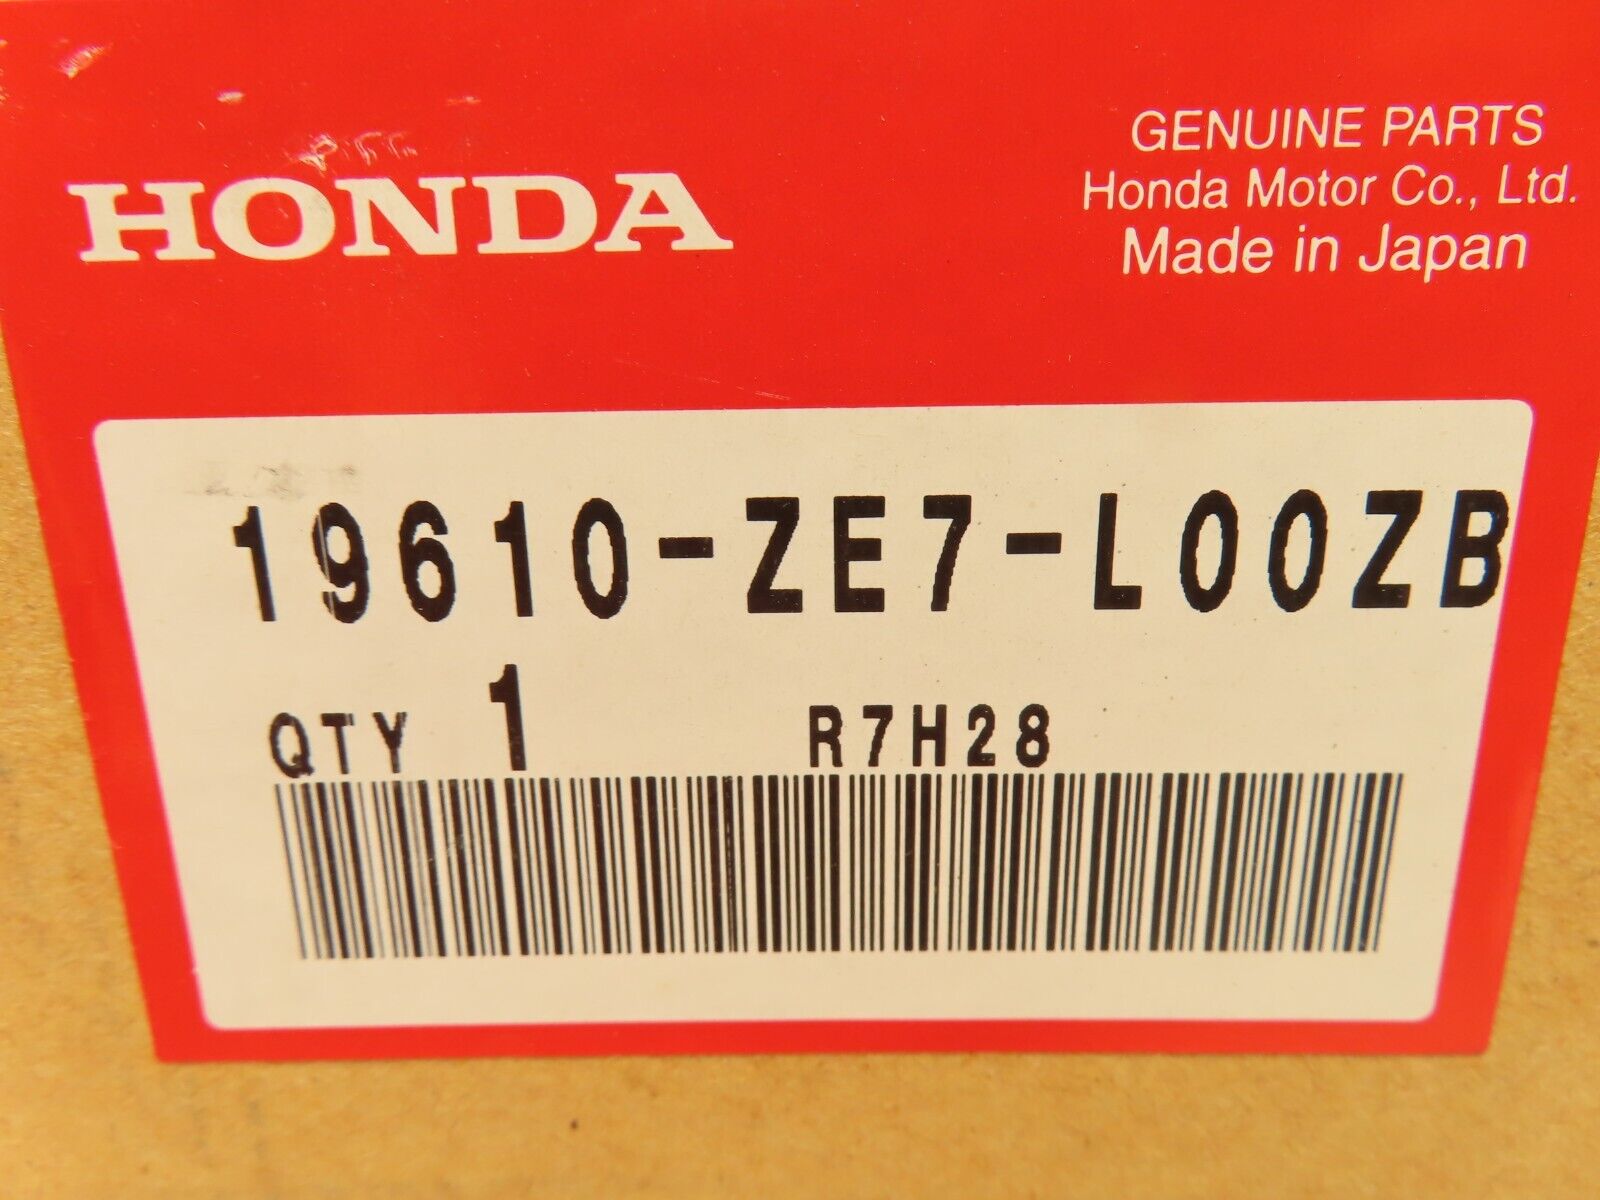 HONDA
GENUINE PARTS
Honda Motor Co., Ltd.
Made in Japan
19610-ZE7-L00ZB
QTY 1 R7H28